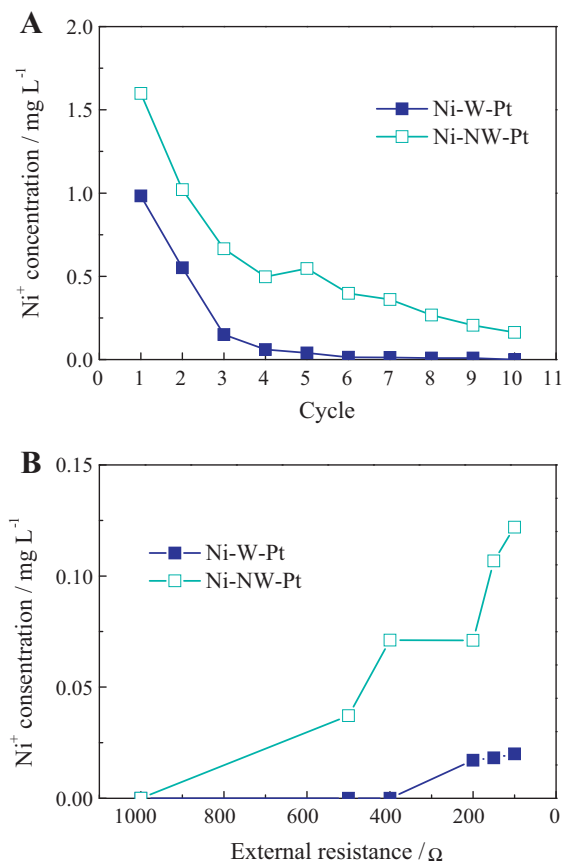 A
2.0
1.5
1.0
0.5
0.0
Ni+ concentration / mg L-1
Ni-W-Pt
Ni-NW-Pt
0 1 2 3 4 5 6 7 8 9 10 11
Cycle
B
0.15
0.10
0.05
0.00
Ni+ consentration / mg L-1
Ni-W-Pt
Ni-NW-Pt
1000 800 600 400 200 0
External resistance /Ω